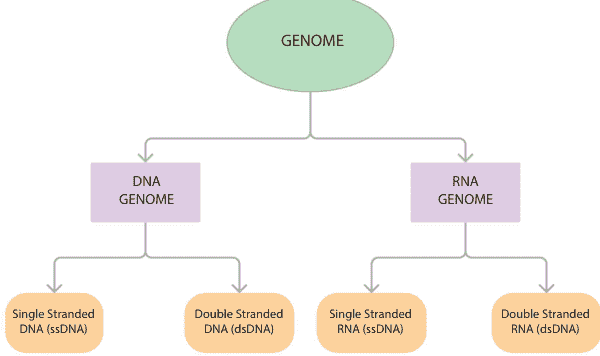 GENOME
DNA
GENOME
RNA
GENOME
Single Stranded
DNA (ssDNA)
Double Stranded
DNA (dsDNA)
Single Stranded
RNA (ssDNA)
Double Stranded
RNA (dsDNA)